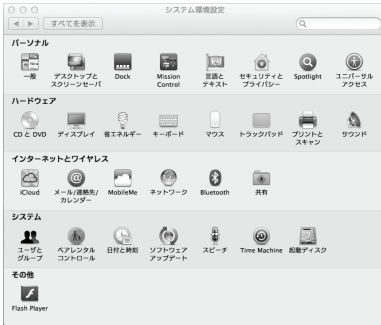 システム環境設定
すべてを表示
パーソナル
一般
デスクトップと
スクリーンセーバ
Dock
Mission
Control
言語と
テキスト
セキュリティと
プライバシー
Spotlight
ユニバーサル
アクセス
ハードウェア
CD と DVD
ディスプレイ
省エネルギー
キーボード
マウス
トラックパッド
プリントと
スキャン
サウンド
インターネットとワイヤレス
iCloud
メール/連絡先/
カレンダー
MobileMe
ネットワーク
Bluetooth
共有
システム
ユーザと
グループ
ペアレンタル
コントロール
日付と時刻
ソフトウェア
アップデート
スピーチ
Time Machine
起動ディスク
その他
Flash Player